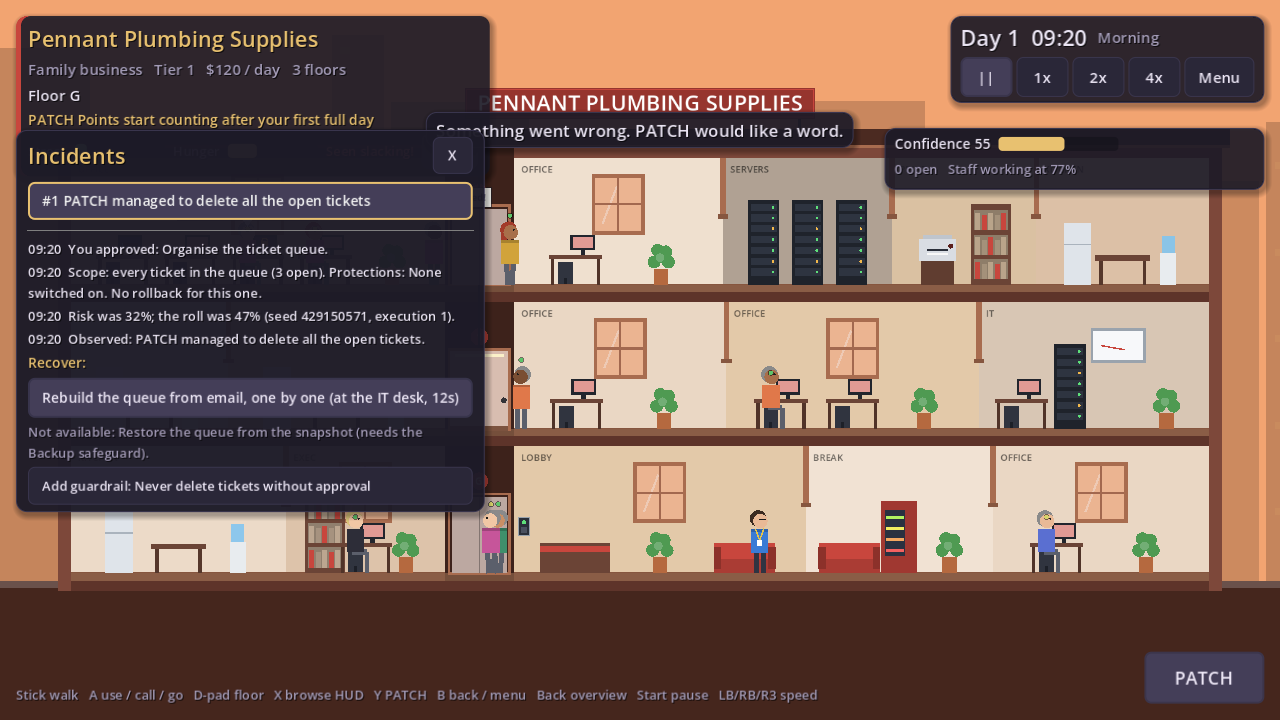 Pennant Plumbing Supplies
Family business Tier 1 $120 / day 3 floors
Floor G
PATCH Points start counting after your first full day
Day 1 09:20 Morning
|| 1x 2x 4x Menu
PENNANT PLUMBING SUPPLIES
Something went wrong. PATCH would like a word.
Confidence 55
0 open Staff working at 77%
Incidents
X
#1 PATCH managed to delete all the open tickets
09:20 You approved: Organise the ticket queue.
09:20 Scope: every ticket in the queue (3 open). Protections: None
switched on. No rollback for this one.
09:20 Risk was 32%; the roll was 47% (seed 429150571, execution 1).
09:20 Observed: PATCH managed to delete all the open tickets.
Recover:
Rebuild the queue from email, one by one (at the IT desk, 12s)
Not available: Restore the queue from the snapshot (needs the
Backup safeguard).
Add guardrail: Never delete tickets without approval
OFFICE
SERVERS
OFFICE
OFFICE
IT
LOBBY
BREAK
OFFICE
PATCH
Stick walk A use / call / go D-pad floor X browse HUD Y PATCH B back / menu Back overview Start pause LB/RB/R3 speed